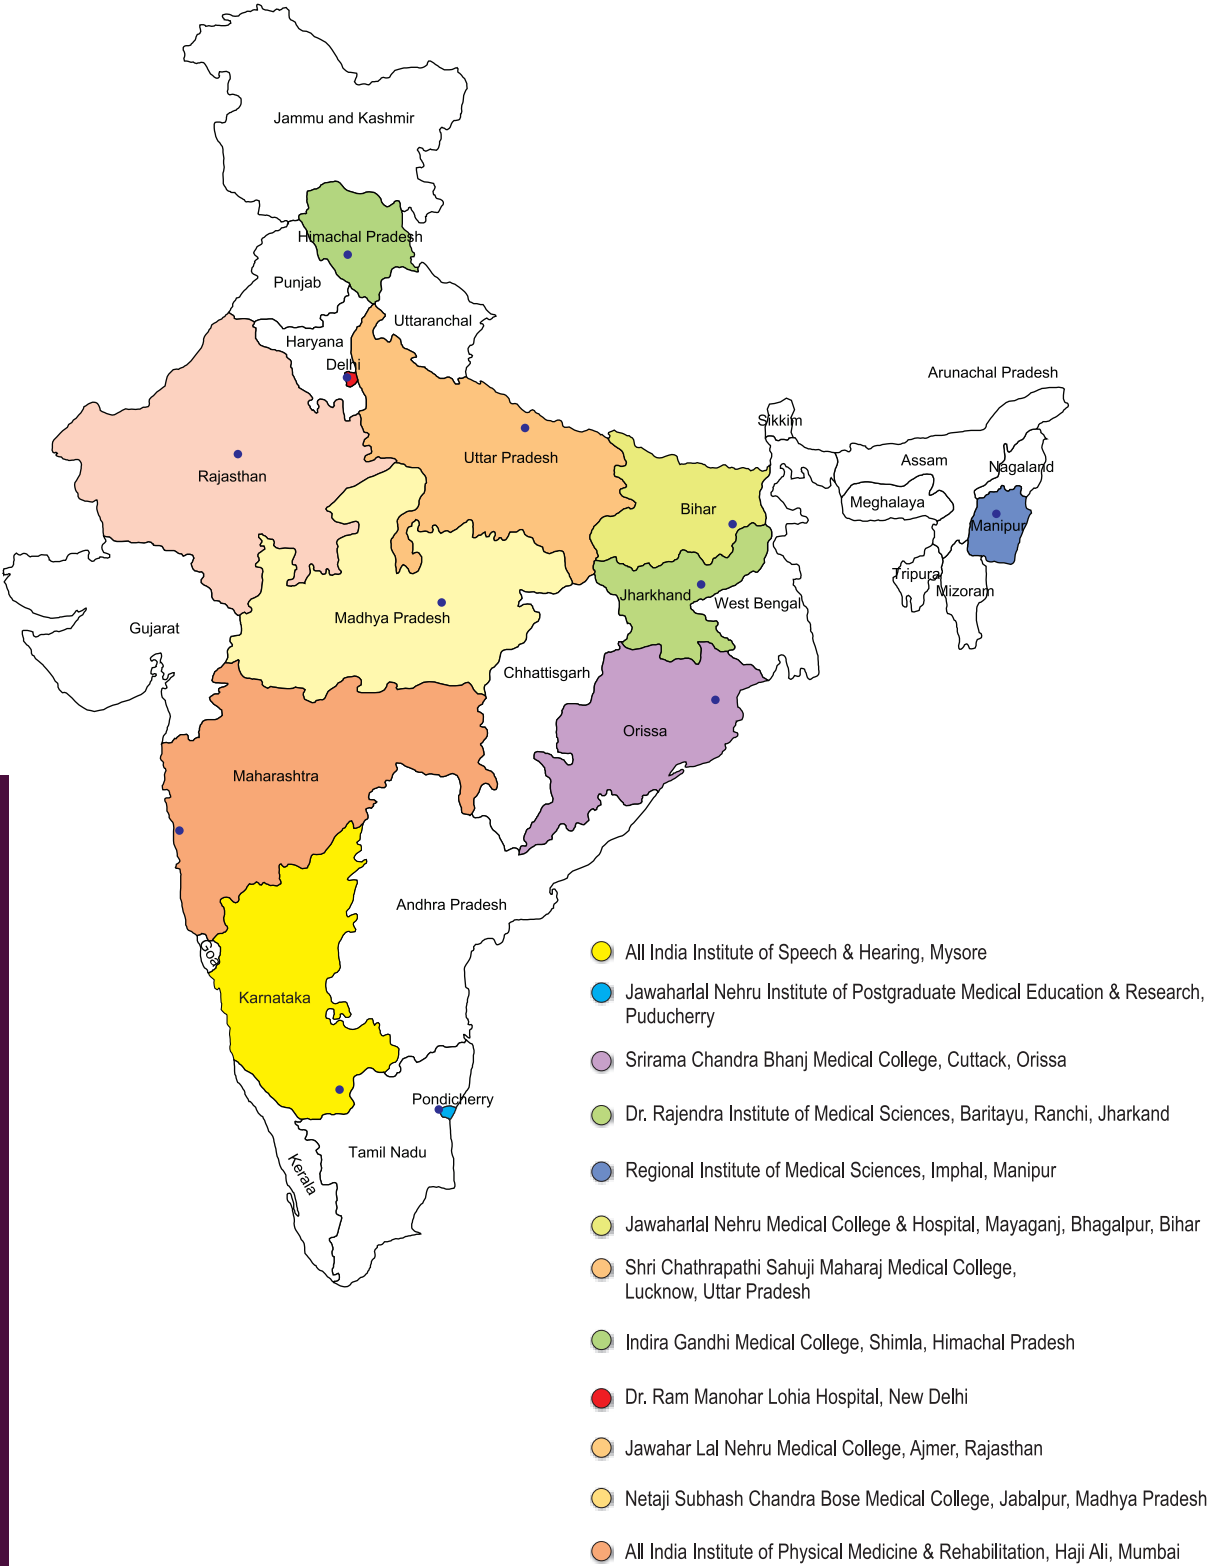 Jammu and Kashmir
Himachal Pradesh
Punjab
Uttaranchal
Haryana
Delhi
Arunachal Pradesh
Sikkim
Rajasthan
Uttar Pradesh
Assam
Nagaland
Bihar
Meghalaya
Manipur
Tripura
Mizoram
Jharkhand
West Bengal
Gujarat
Madhya Pradesh
Chhattisgarh
Orissa
Maharashtra
Andhra Pradesh
Goa
Karnataka
Pondicherry
Tamil Nadu
Kerala
All India Institute of Speech & Hearing, Mysore
Jawaharlal Nehru Institute of Postgraduate Medical Education & Research,
Puducherry
Srirama Chandra Bhanj Medical College, Cuttack, Orissa
Dr. Rajendra Institute of Medical Sciences, Baritayu, Ranchi, Jharkand
Regional Institute of Medical Sciences, Imphal, Manipur
Jawaharlal Nehru Medical College & Hospital, Mayaganj, Bhagalpur, Bihar
Shri Chathrapathi Sahuji Maharaj Medical College,
Lucknow, Uttar Pradesh
Indira Gandhi Medical College, Shimla, Himachal Pradesh
Dr. Ram Manohar Lohia Hospital, New Delhi
Jawahar Lal Nehru Medical College, Ajmer, Rajasthan
Netaji Subhash Chandra Bose Medical College, Jabalpur, Madhya Pradesh
All India Institute of Physical Medicine & Rehabilitation, Haji Ali, Mumbai